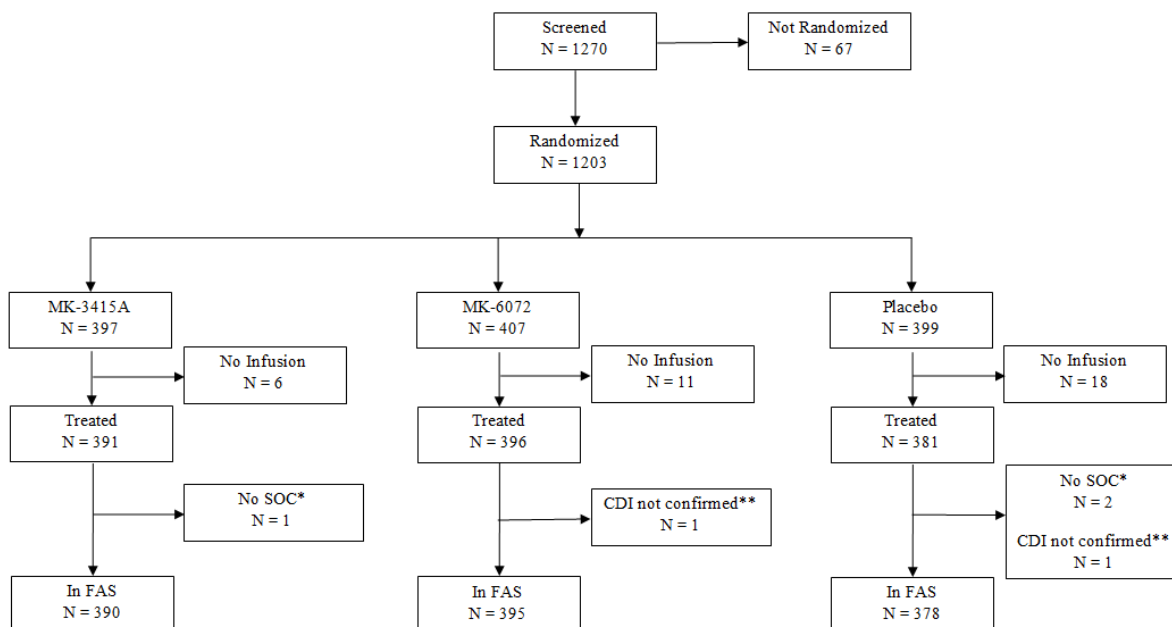 Screened
N = 1270
Not Randomized
N = 67
Randomized
N = 1203
MK-3415A
N = 397
MK-6072
N = 407
Placebo
N = 399
No Infusion
N = 6
No Infusion
N = 11
No Infusion
N = 18
Treated
N = 391
Treated
N = 396
Treated
N = 381
No SOC*
N = 1
CDI not confirmed**
N = 1
No SOC*
N = 2
CDI not confirmed**
N = 1
In FAS
N = 390
In FAS
N = 395
In FAS
N = 378